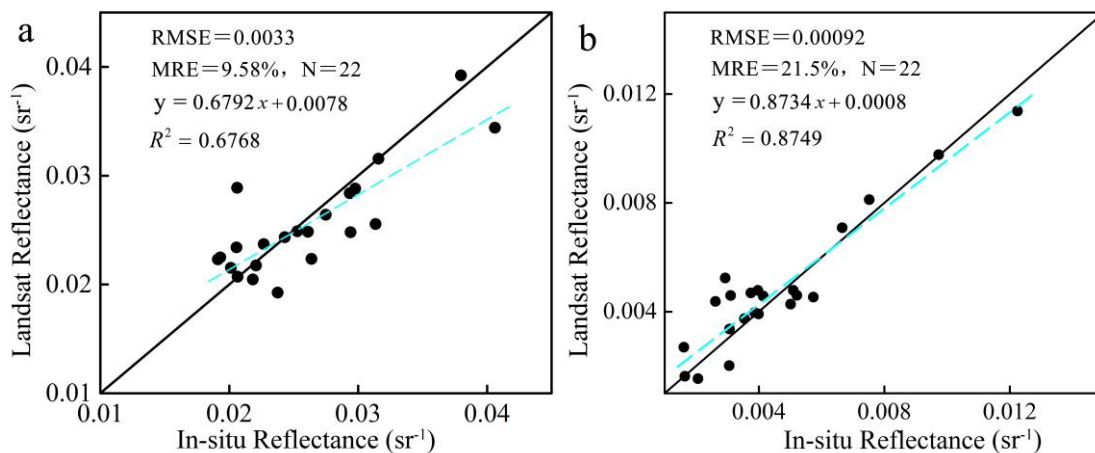 a
RMSE=0.0033
MRE=9.58%, N=22
y = 0.6792x+0.0078
R² = 0.6768
0.04
0.03
0.02
0.01
Landsat Reflectance (sr⁻¹)
0.01 0.02 0.03 0.04
In-situ Reflectance (sr⁻¹)
b
RMSE=0.00092
MRE=21.5%, N=22
y = 0.8734x+0.0008
R² = 0.8749
0.012
0.008
0.004
Landsat Reflectance (sr⁻¹)
0.004 0.008 0.012
In-situ Reflectance (sr⁻¹)